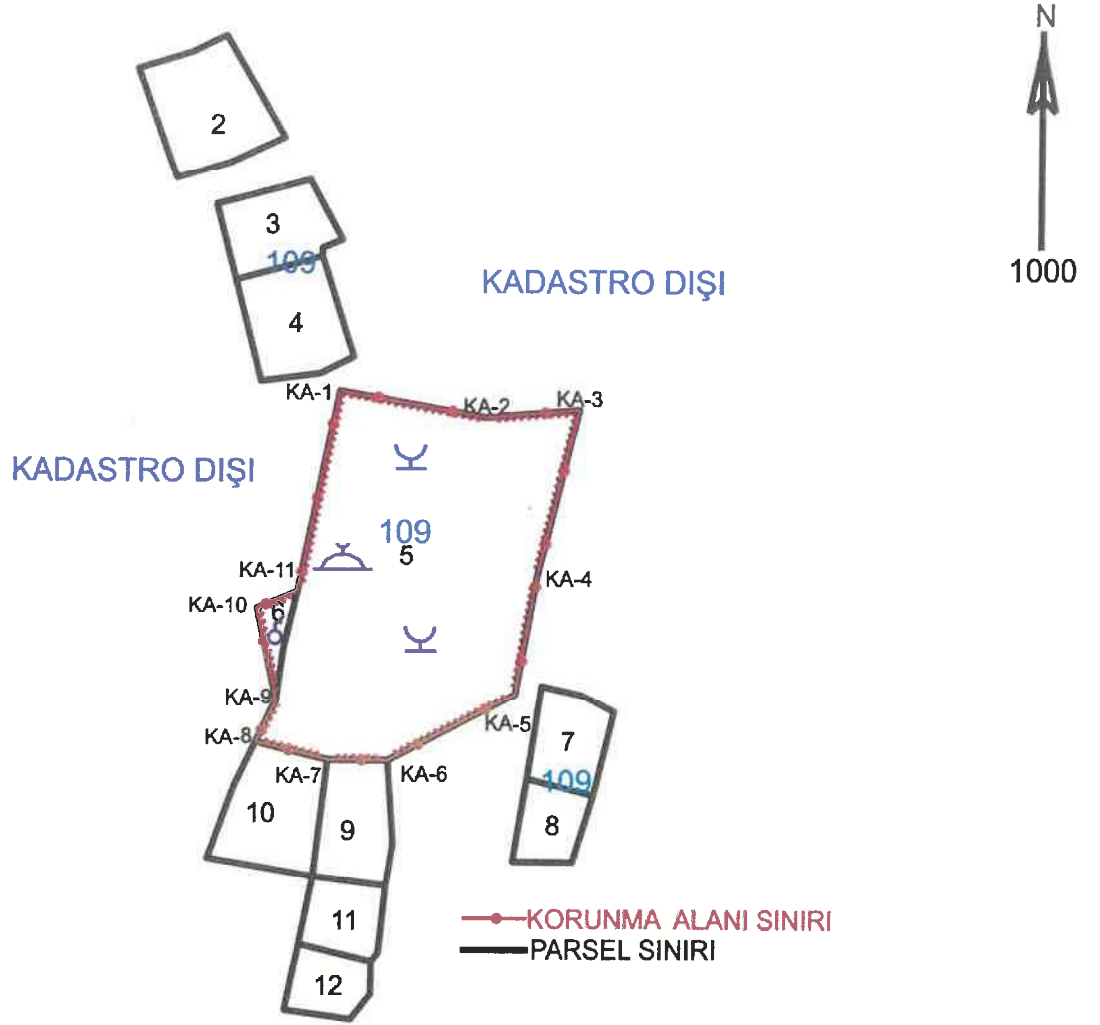 N
1000
2
3
109
4
KADASTRO DIŞI
KA-1
KA-2
KA-3
KADASTRO DIŞI
109
5
KA-11
KA-4
KA-10
6
KA-9
KA-8
KA-5
KA-7
KA-6
7
109
8
10
9
11
12
KORUNMA ALANI SINIRI
PARSEL SINIRI